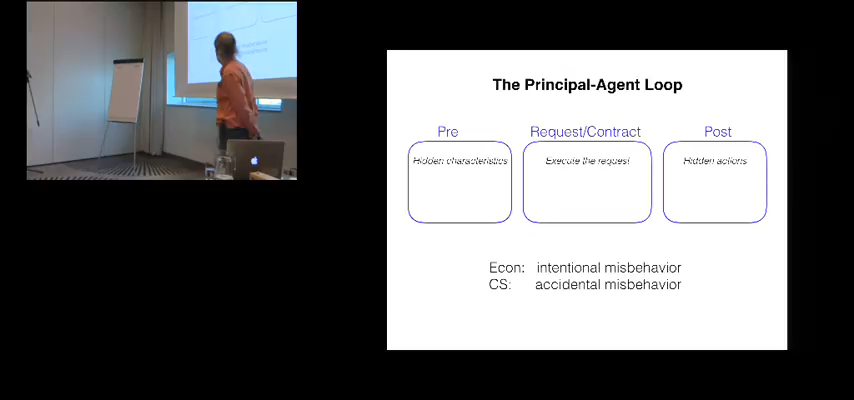 The Principal-Agent Loop
Pre Request/Contract Post
Hidden characteristics Execute the request Hidden actions
Econ: intentional misbehavior
CS: accidental misbehavior